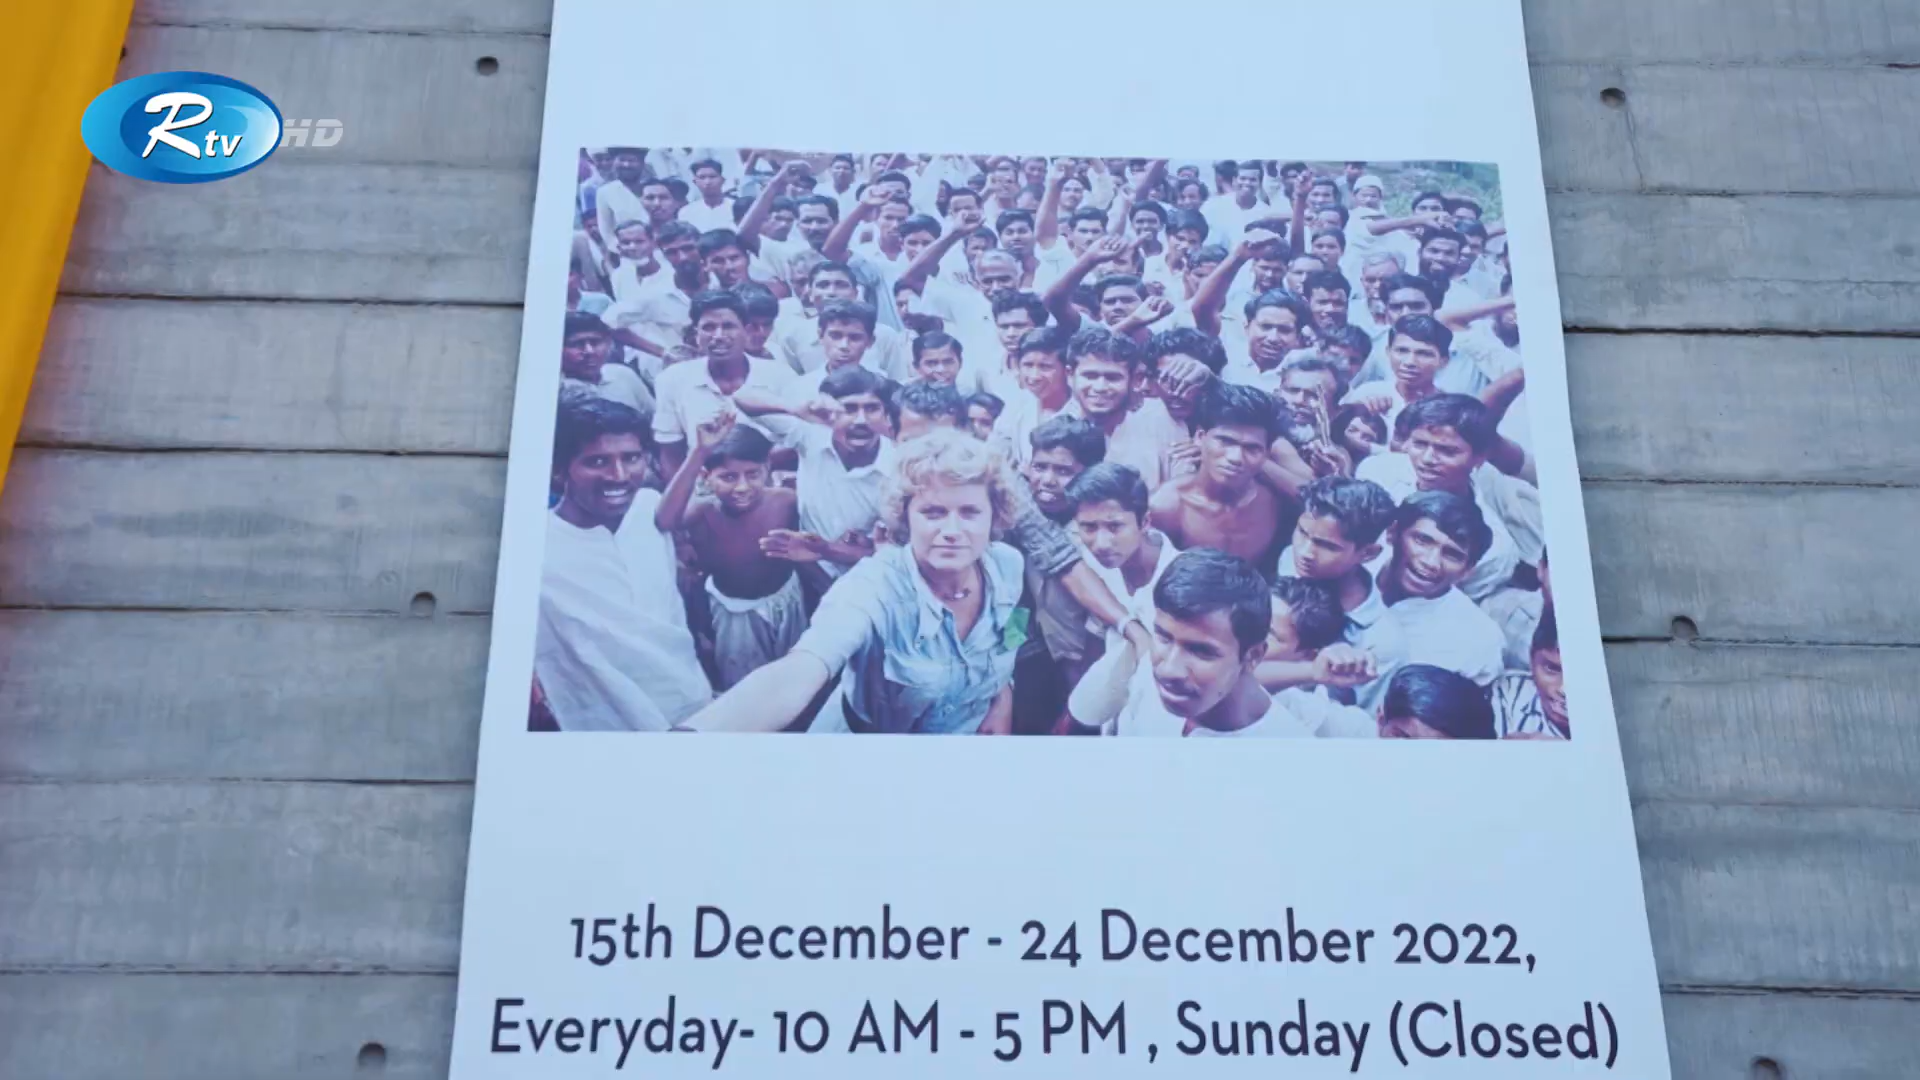 Rtv HD
15th December - 24 December 2022,
Everyday- 10 AM - 5 PM , Sunday (Closed)